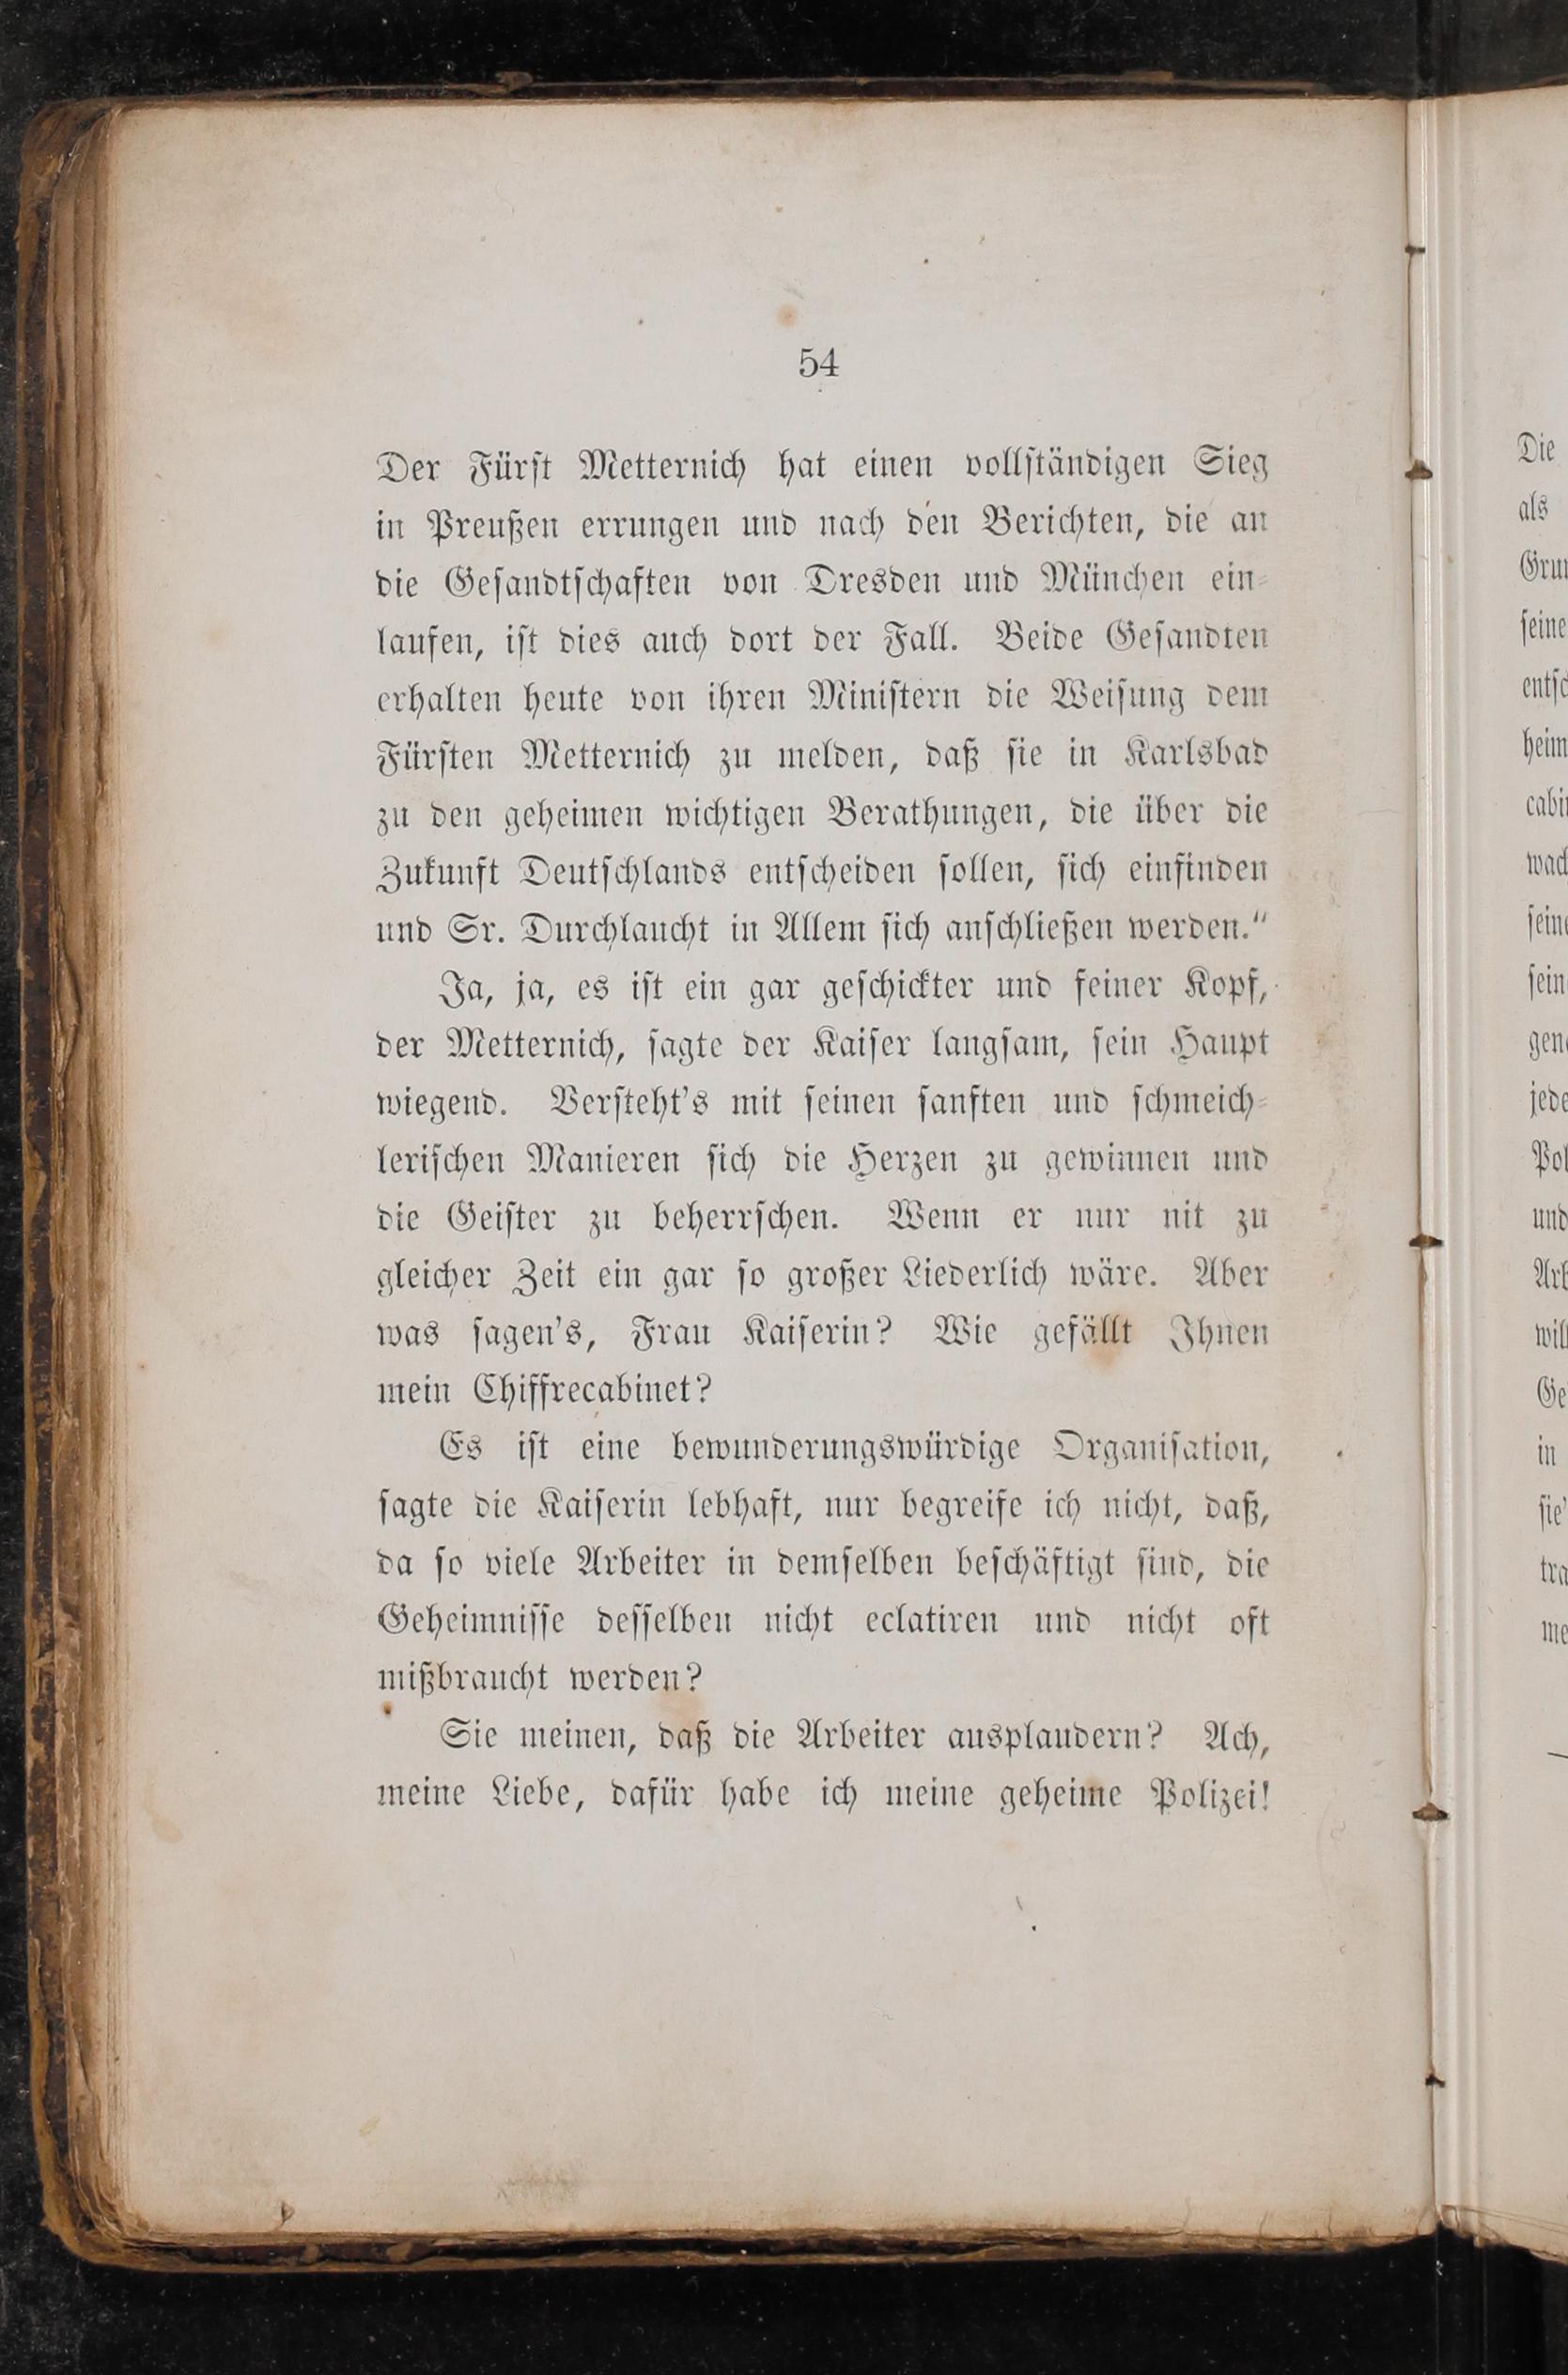 54
Der Fürst Metternich hat einen vollständigen Sieg
in Preußen errungen und nach den Berichten, die an
die Gesandtschaften von Dresden und München ein-
laufen, ist dies auch dort der Fall. Beide Gesandten
erhalten heute von ihren Ministern die Weisung dem
Fürsten Metternich zu melden, daß sie in Karlsbad
zu den geheimen wichtigen Berathungen, die über die
Zukunft Deutschlands entscheiden sollen, sich einfinden
und Sr. Durchlaucht in Allem sich anschließen werden.“
Ja, ja, es ist ein gar geschickter und feiner Kopf,
der Metternich, sagte der Kaiser langsam, sein Haupt
wiegend. Versteht's mit seinen sanften und schmeich-
lerischen Manieren sich die Herzen zu gewinnen und
die Geister zu beherrschen. Wenn er nur nit zu
gleicher Zeit ein gar so großer Liederlich wäre. Aber
was sagen's, Frau Kaiserin? Wie gefällt Ihnen
mein Chiffrecabinet?
Es ist eine bewunderungswürdige Organisation,
sagte die Kaiserin lebhaft, nur begreife ich nicht, daß,
da so viele Arbeiter in demselben beschäftigt sind, die
Geheimnisse desselben nicht eclatiren und nicht oft
mißbraucht werden?
Sie meinen, daß die Arbeiter ausplaudern? Ach,
meine Liebe, dafür habe ich meine geheime Polizei!
Die
als
seine
jede
und
in